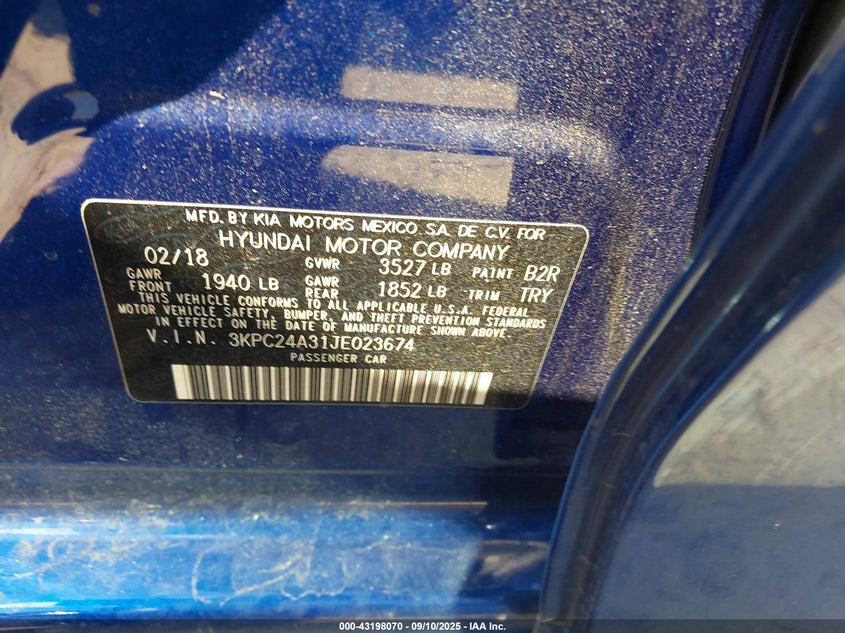 MFD. BY KIA MOTORS MEXICO S.A. DE C.V. FOR
HYUNDAI MOTOR COMPANY
02/18 GVWR 3527 LB PAINT B2R
GAWR FRONT 1940 LB GAWR REAR 1852 LB TRIM TRY
THIS VEHICLE CONFORMS TO ALL APPLICABLE U.S.A. FEDERAL
MOTOR VEHICLE SAFETY, BUMPER, AND THEFT PREVENTION STANDARDS
IN EFFECT ON THE DATE OF MANUFACTURE SHOWN ABOVE.
V.I.N. 3KPC24A31JE023674
PASSENGER CAR
000-43198070 — 09/10/2025 — IAA Inc.